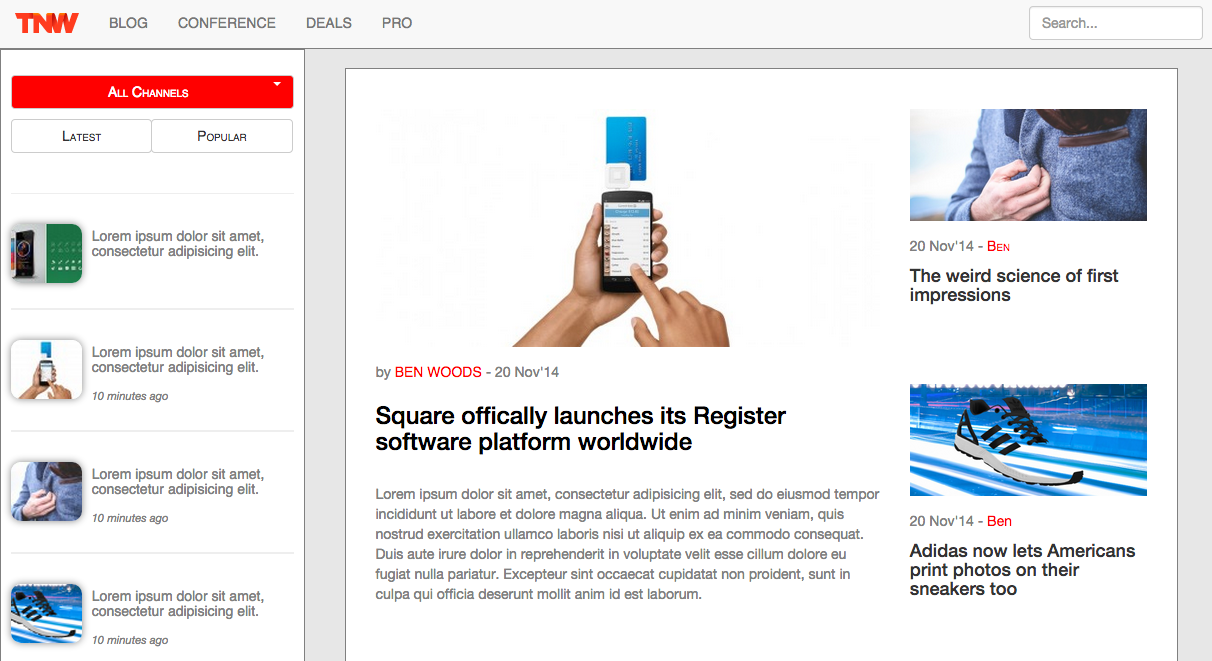 TNW BLOG CONFERENCE DEALS PRO Search...
All Channels
Latest Popular
Lorem ipsum dolor sit amet,
consectetur adipisicing elit.
Lorem ipsum dolor sit amet,
consectetur adipisicing elit.
10 minutes ago
Lorem ipsum dolor sit amet,
consectetur adipisicing elit.
10 minutes ago
Lorem ipsum dolor sit amet,
consectetur adipisicing elit.
10 minutes ago
by BEN WOODS - 20 Nov'14
Square offically launches its Register
software platform worldwide
Lorem ipsum dolor sit amet, consectetur adipisicing elit, sed do eiusmod tempor
incididunt ut labore et dolore magna aliqua. Ut enim ad minim veniam, quis
nostrud exercitation ullamco laboris nisi ut aliquip ex ea commodo consequat.
Duis aute irure dolor in reprehenderit in voluptate velit esse cillum dolore eu
fugiat nulla pariatur. Excepteur sint occaecat cupidatat non proident, sunt in
culpa qui officia deserunt mollit anim id est laborum.
20 Nov'14 - Ben
The weird science of first
impressions
20 Nov'14 - Ben
Adidas now lets Americans
print photos on their
sneakers too